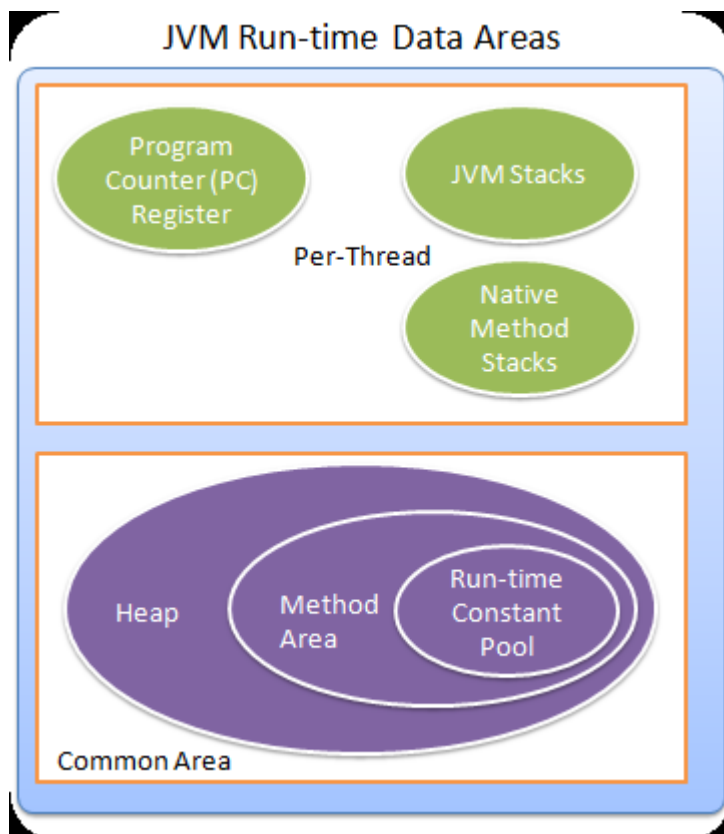 JVM Run-time Data Areas
Program
Counter (PC)
Register
JVM Stacks
Per-Thread
Native
Method
Stacks
Heap
Method
Area
Run-time
Constant
Pool
Common Area